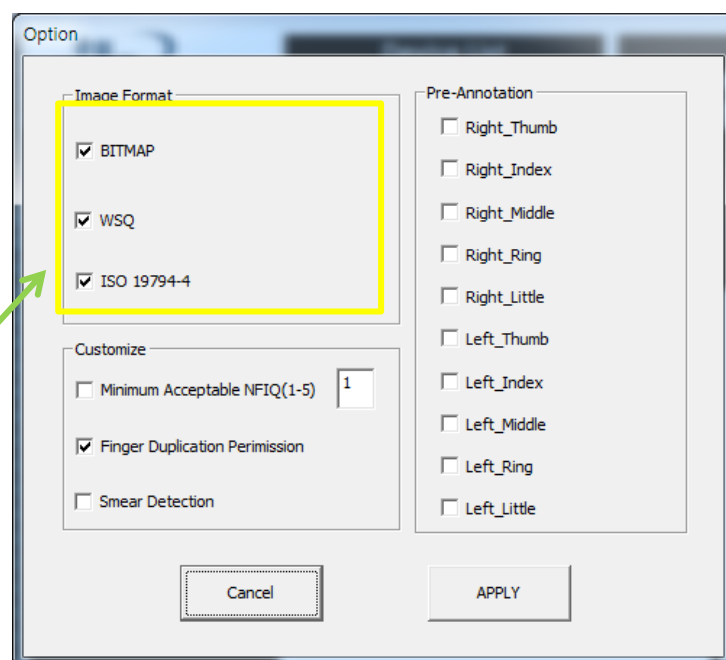 Option
Image Format
BITMAP
WSQ
ISO 19794-4
Customize
Minimum Acceptable NFIQ(1-5) 1
Finger Duplication Perimission
Smear Detection
Pre-Annotation
Right_Thumb
Right_Index
Right_Middle
Right_Ring
Right_Little
Left_Thumb
Left_Index
Left_Middle
Left_Ring
Left_Little
Cancel
APPLY